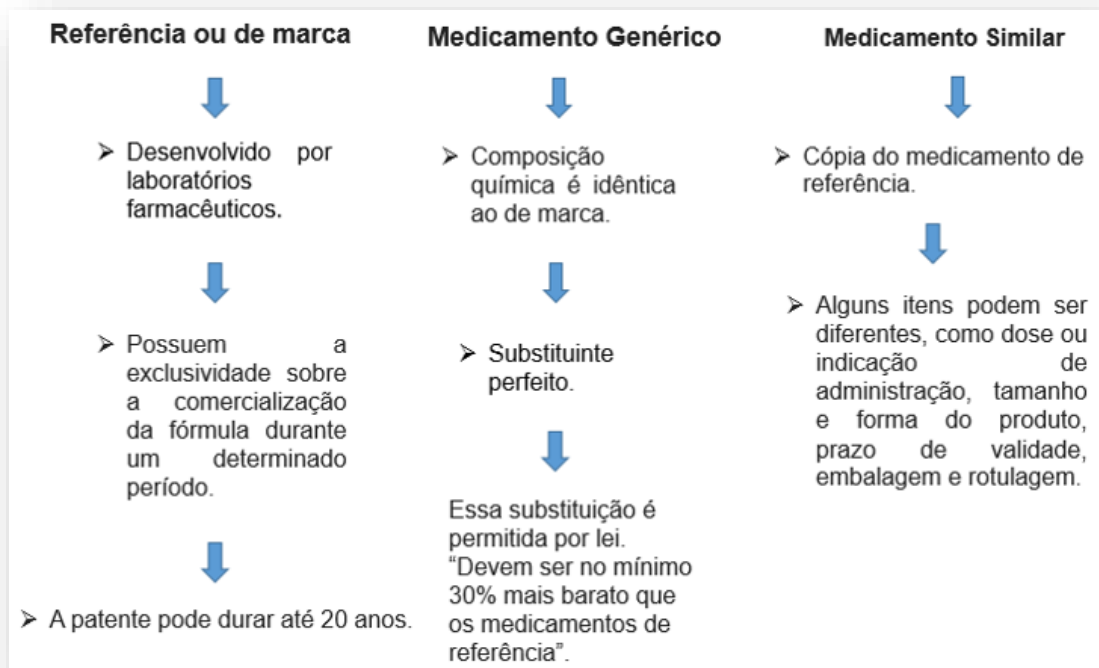 Referência ou de marca
➤ Desenvolvido por
laboratórios
farmacêuticos.
➤ Possuem a
exclusividade sobre
a comercialização
da fórmula durante
um determinado
período.
➤ A patente pode durar até 20 anos.
Medicamento Genérico
➤ Composição
química é idêntica
ao de marca.
➤ Substituinte
perfeito.
Essa substituição é
permitida por lei.
“Devem ser no mínimo
30% mais barato que
os medicamentos de
referência”.
Medicamento Similar
➤ Cópia do medicamento de
referência.
➤ Alguns itens podem ser
diferentes, como dose ou
indicação de
administração, tamanho
e forma do produto,
prazo de validade,
embalagem e rotulagem.